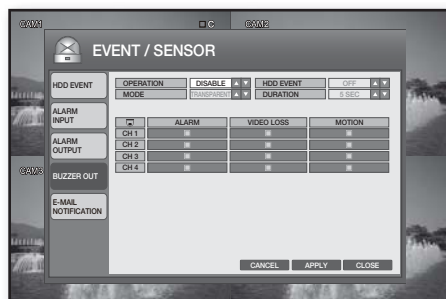 CAM1 C CAM2
EVENT / SENSOR
HDD EVENT
ALARM INPUT
ALARM OUTPUT
BUZZER OUT
E-MAIL NOTIFICATION
OPERATION DISABLE HDD EVENT OFF
MODE TRANSPARENT DURATION 5 SEC
ALARM VIDEO LOSS MOTION
CH 1
CH 2
CH 3
CH 4
CAM3
CANCEL APPLY CLOSE